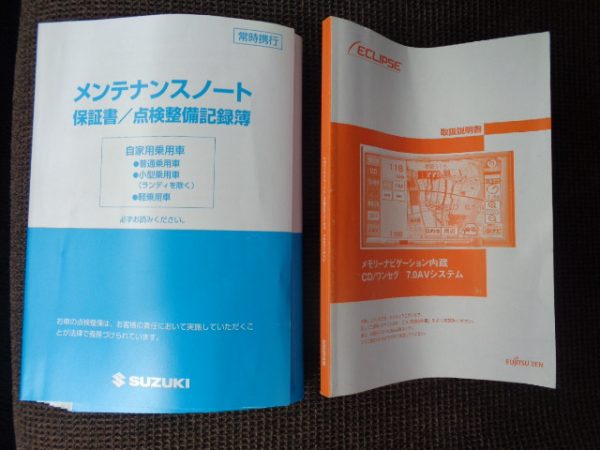 常時携行
メンテナンスノート
保証書/点検整備記録簿
自家用乗用車
●普通乗用車
●小型乗用車
(ランディを除く)
●軽乗用車
必ずお読みください。
お車の点検整備は、お客様の責任において実施していただくこ
とが法律で義務づけられています。
SUZUKI
ECLIPSE
取扱説明書
メモリーナビゲーション内蔵
CD/ワンセグ 7.0AVシステム
FUJITSU TEN